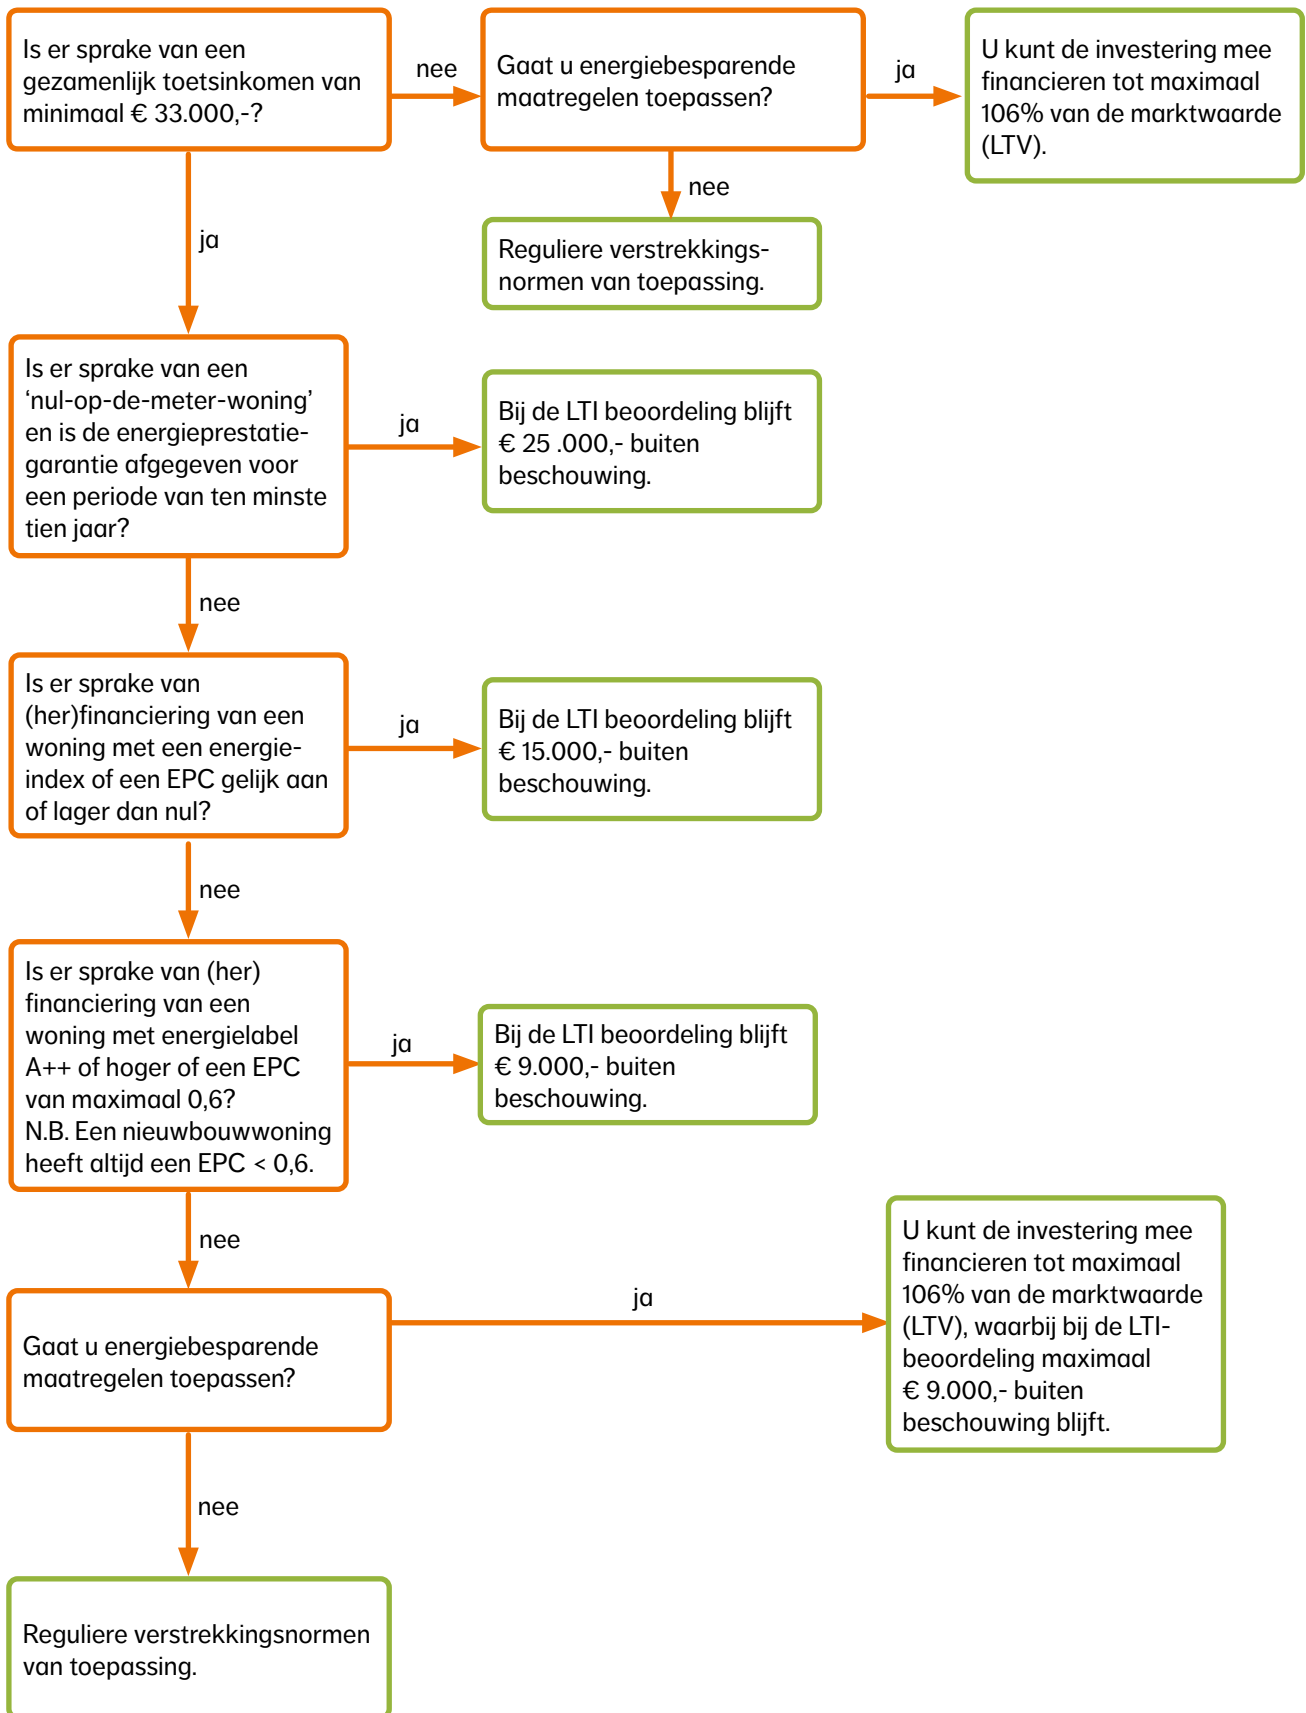 Is er sprake van een
gezamenlijk toetsinkomen van
minimaal € 33.000,-?
nee
Gaat u energiebesparende
maatregelen toepassen?
ja
U kunt de investering mee
financieren tot maximaal
106% van de marktwaarde
(LTV).
nee
Reguliere verstrekkings-
normen van toepassing.
ja
Is er sprake van een
‘nul-op-de-meter-woning’
en is de energieprestatie-
garantie afgegeven voor
een periode van ten minste
tien jaar?
ja
Bij de LTI beoordeling blijft
€ 25 .000,- buiten
beschouwing.
nee
Is er sprake van
(her)financiering van een
woning met een energie-
index of een EPC gelijk aan
of lager dan nul?
ja
Bij de LTI beoordeling blijft
€ 15.000,- buiten
beschouwing.
nee
Is er sprake van (her)
financiering van een
woning met energielabel
A++ of hoger of een EPC
van maximaal 0,6?
N.B. Een nieuwbouwwoning
heeft altijd een EPC < 0,6.
ja
Bij de LTI beoordeling blijft
€ 9.000,- buiten
beschouwing.
nee
Gaat u energiebesparende
maatregelen toepassen?
ja
U kunt de investering mee
financieren tot maximaal
106% van de marktwaarde
(LTV), waarbij bij de LTI-
beoordeling maximaal
€ 9.000,- buiten
beschouwing blijft.
nee
Reguliere verstrekkingsnormen
van toepassing.